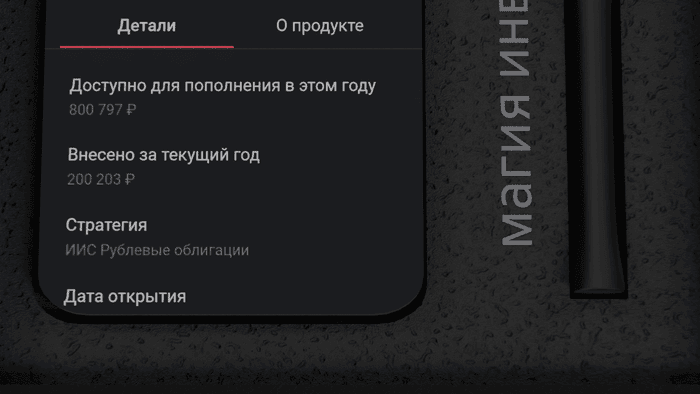 Детали
О продукте
Доступно для пополнения в этом году
800 797 ₽
Внесено за текущий год
200 203 ₽
Стратегия
ИИС Рублевые облигации
Дата открытия
магия